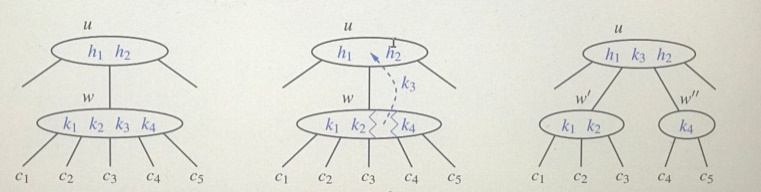 u
h1 h2
w
k1 k2 k3 k4
c1 c2 c3 c4 c5
u
h1 h2
k3
w
k1 k2 k4
c1 c2 c3 c4 c5
u
h1 k3 h2
w′ w″
k1 k2 k4
c1 c2 c3 c4 c5